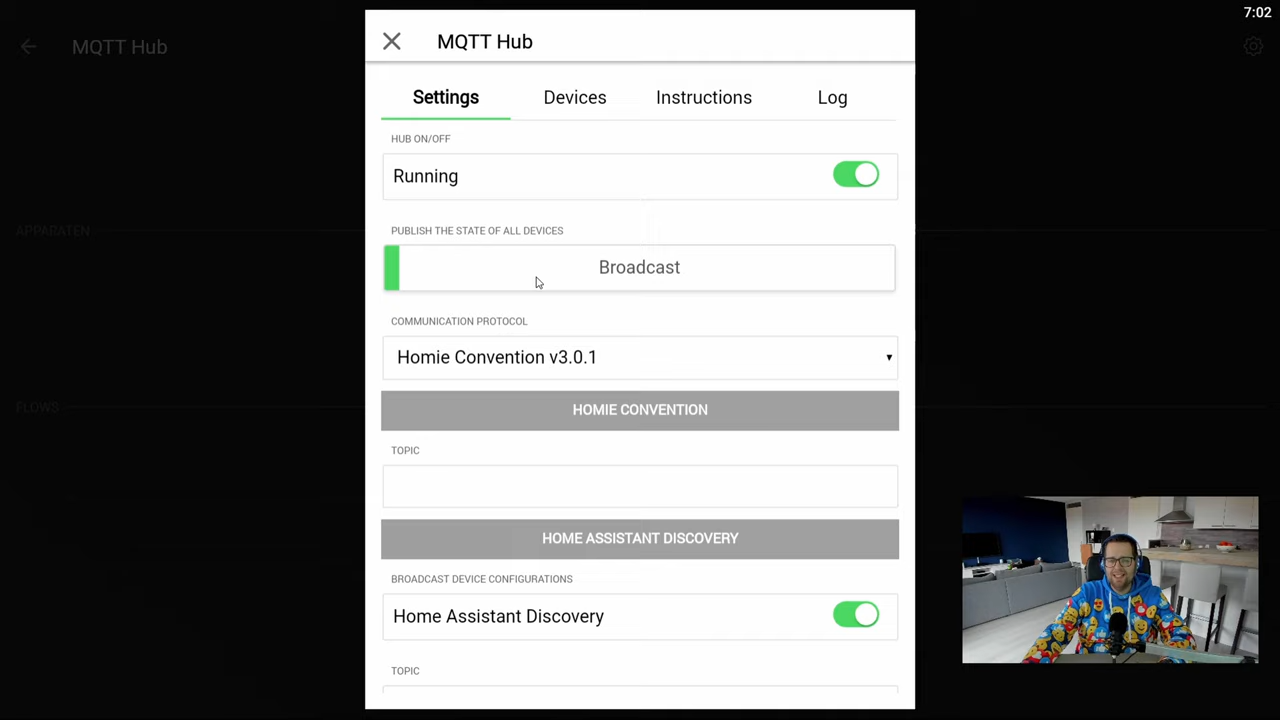 7:02
MQTT Hub
MQTT Hub
Settings
Devices
Instructions
Log
HUB ON/OFF
Running
APPARATEN
PUBLISH THE STATE OF ALL DEVICES
Broadcast
COMMUNICATION PROTOCOL
Homie Convention v3.0.1
FLOWS
HOMIE CONVENTION
TOPIC
HOME ASSISTANT DISCOVERY
BROADCAST DEVICE CONFIGURATIONS
Home Assistant Discovery
TOPIC